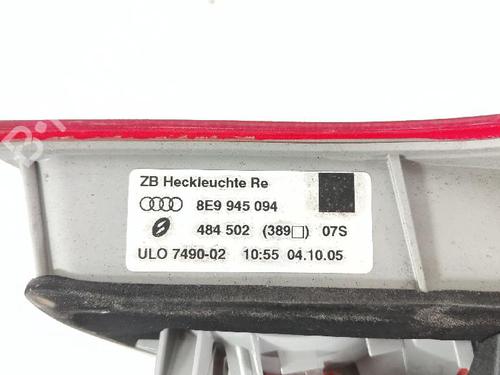 ZB Heckleuchte Re
8E9 945 094
484 502 (389□) 07S
ULO 7490-02 10:55 04.10.05